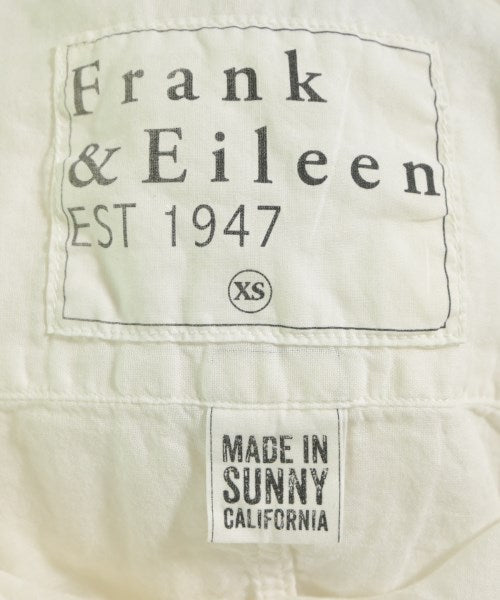 Frank
& Eileen
EST 1947
XS
MADE IN
SUNNY
CALIFORNIA